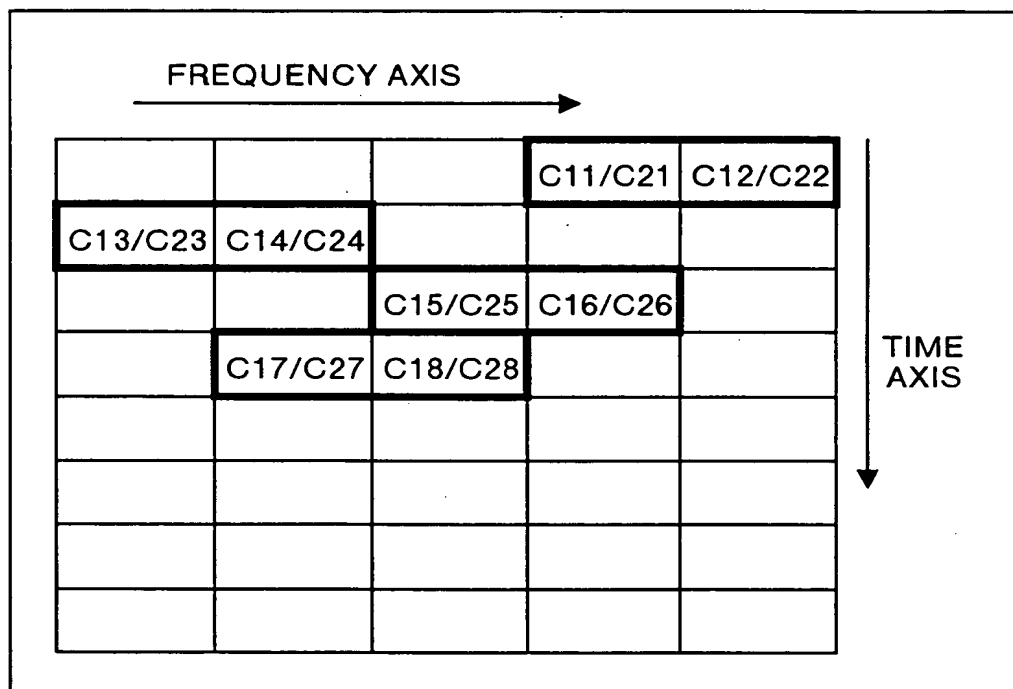 FREQUENCY AXIS
C11/C21 C12/C22
C13/C23 C14/C24
C15/C25 C16/C26
C17/C27 C18/C28
TIME
AXIS